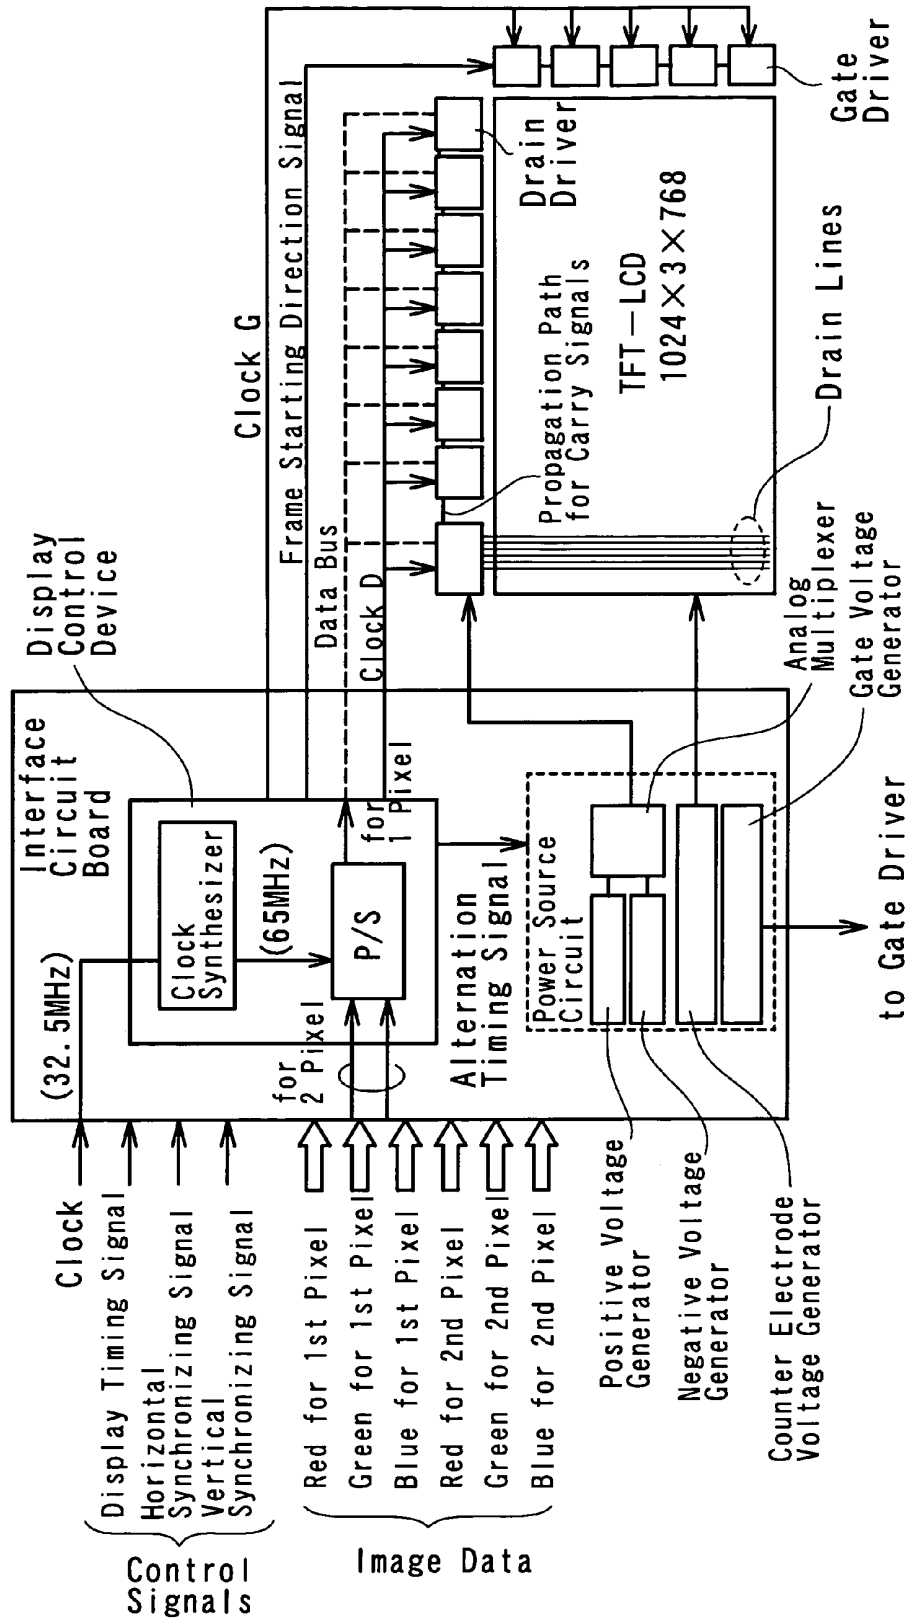 Control
Signals
Clock
Display Timing Signal
Horizontal
Synchronizing Signal
Vertical
Synchronizing Signal
Image Data
Red for 1st Pixel
Green for 1st Pixel
Blue for 1st Pixel
Red for 2nd Pixel
Green for 2nd Pixel
Blue for 2nd Pixel
Positive Voltage
Generator
Negative Voltage
Generator
Counter Electrode
Voltage Generator
Interface
Circuit
Board
(32.5MHz)
Clock
Synthesizer
(65MHz)
P/S
for
2 Pixel
for
1 Pixel
Alternation
Timing Signal
Power Source
Circuit
to Gate Driver
Display
Control
Device
Clock G
Frame Starting Direction Signal
Data Bus
Clock D
Analog
Multiplexer
Gate Voltage
Generator
Propagation Path
for Carry Signals
Drain
Driver
TFT-LCD
1024×3×768
Drain Lines
Gate
Driver